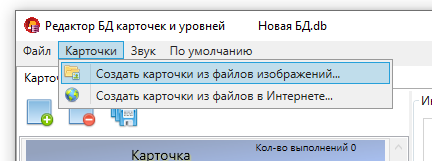 Редактор БД карточек и уровней Новая БД.db
Файл Карточки Звук По умолчанию
Создать карточки из файлов изображений...
Создать карточки из файлов в Интернете...
Кол-во выполнений 0
Карточка